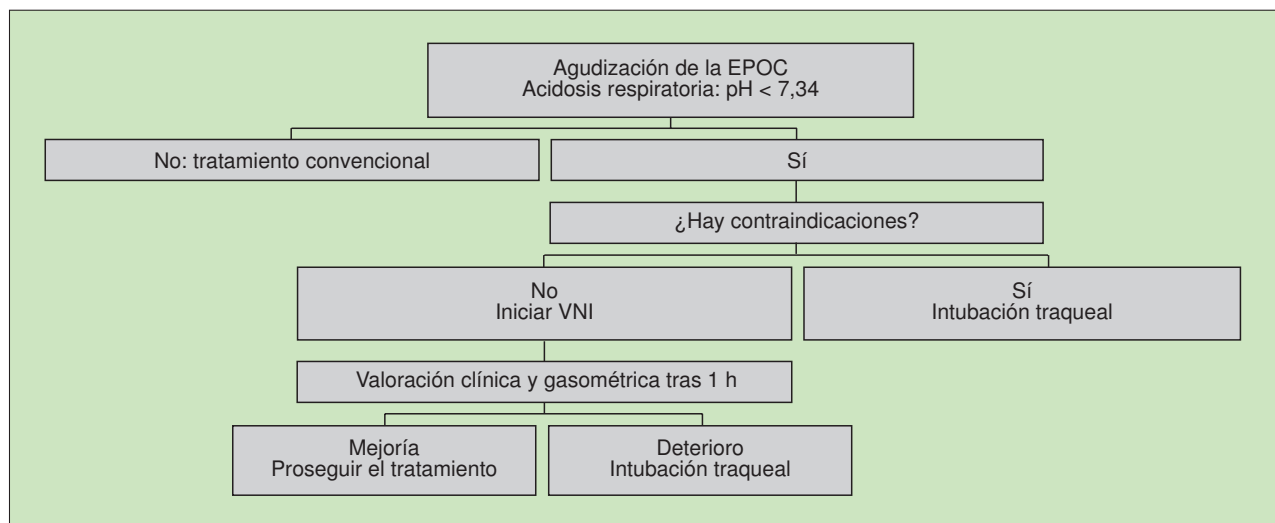 Agudización de la EPOC
Acidosis respiratoria: pH < 7,34
No: tratamiento convencional
Sí
¿Hay contraindicaciones?
No
Iniciar VNI
Sí
Intubación traqueal
Valoración clínica y gasométrica tras 1 h
Mejoría
Proseguir el tratamiento
Deterioro
Intubación traqueal